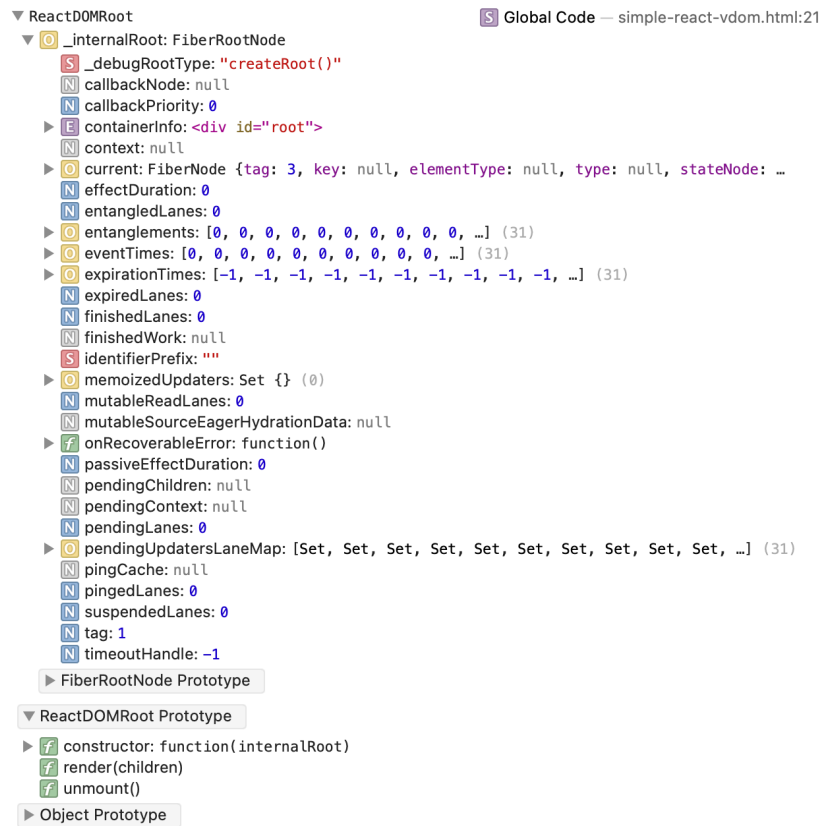 ReactDOMRoot S Global Code — simple-react-vdom.html:21
O _internalRoot: FiberRootNode
S _debugRootType: "createRoot()"
N callbackNode: null
N callbackPriority: 0
E containerInfo: <div id="root">
N context: null
O current: FiberNode {tag: 3, key: null, elementType: null, type: null, stateNode: …
N effectDuration: 0
N entangledLanes: 0
O entanglements: [0, 0, 0, 0, 0, 0, 0, 0, 0, 0, …] (31)
O eventTimes: [0, 0, 0, 0, 0, 0, 0, 0, 0, 0, …] (31)
O expirationTimes: [-1, -1, -1, -1, -1, -1, -1, -1, -1, -1, …] (31)
N expiredLanes: 0
N finishedLanes: 0
N finishedWork: null
S identifierPrefix: ""
O memoizedUpdaters: Set {} (0)
N mutableReadLanes: 0
N mutableSourceEagerHydrationData: null
f onRecoverableError: function()
N passiveEffectDuration: 0
N pendingChildren: null
N pendingContext: null
N pendingLanes: 0
O pendingUpdatersLaneMap: [Set, Set, Set, Set, Set, Set, Set, Set, Set, Set, …] (31)
N pingCache: null
N pingedLanes: 0
N suspendedLanes: 0
N tag: 1
N timeoutHandle: -1
FiberRootNode Prototype
ReactDOMRoot Prototype
f constructor: function(internalRoot)
f render(children)
f unmount()
Object Prototype